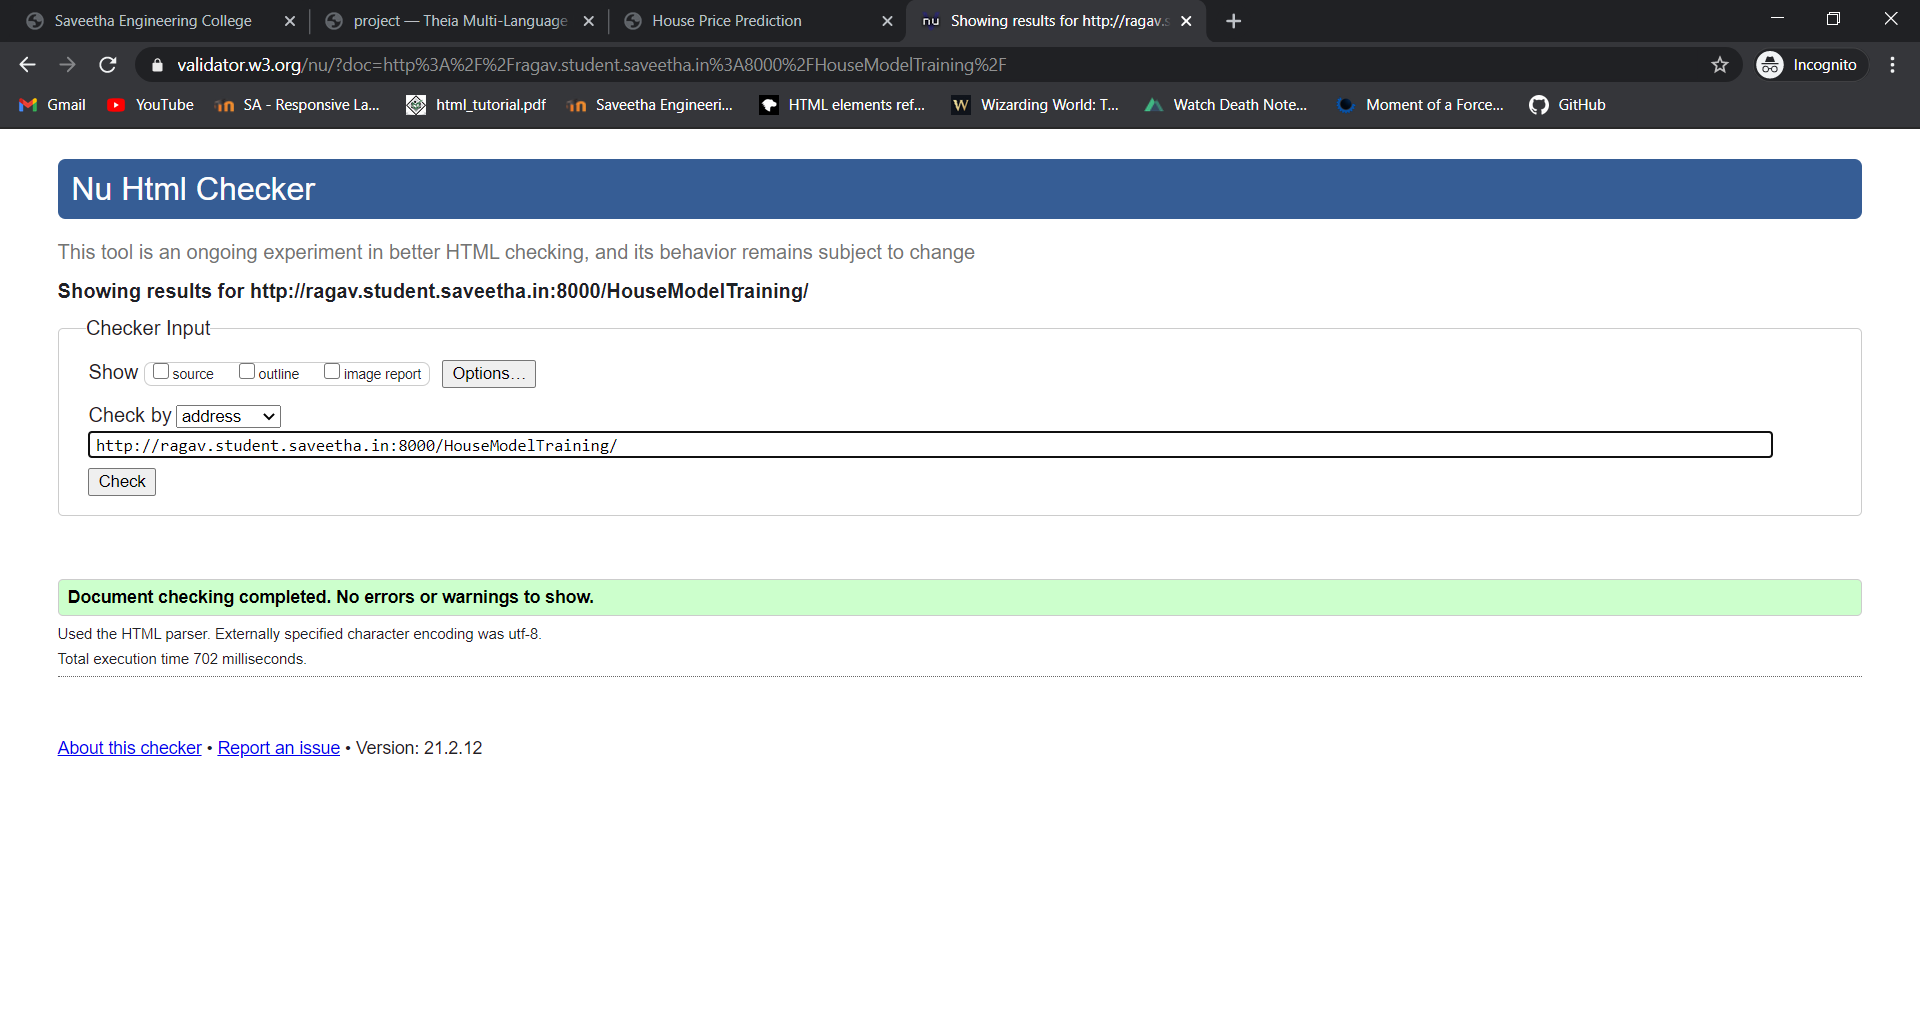 Saveetha Engineering College
project — Theia Multi-Language
House Price Prediction
nu Showing results for http://ragav.s
validator.w3.org/nu/?doc=http%3A%2F%2Fragav.student.saveetha.in%3A8000%2FHouseModelTraining%2F
Incognito
Gmail YouTube SA - Responsive La... html_tutorial.pdf Saveetha Engineeri... HTML elements ref... W Wizarding World: T... Watch Death Note... Moment of a Force... GitHub
Nu Html Checker
This tool is an ongoing experiment in better HTML checking, and its behavior remains subject to change
Showing results for http://ragav.student.saveetha.in:8000/HouseModelTraining/
Checker Input
Show source outline image report Options...
Check by address
http://ragav.student.saveetha.in:8000/HouseModelTraining/
Check
Document checking completed. No errors or warnings to show.
Used the HTML parser. Externally specified character encoding was utf-8.
Total execution time 702 milliseconds.
About this checker • Report an issue • Version: 21.2.12